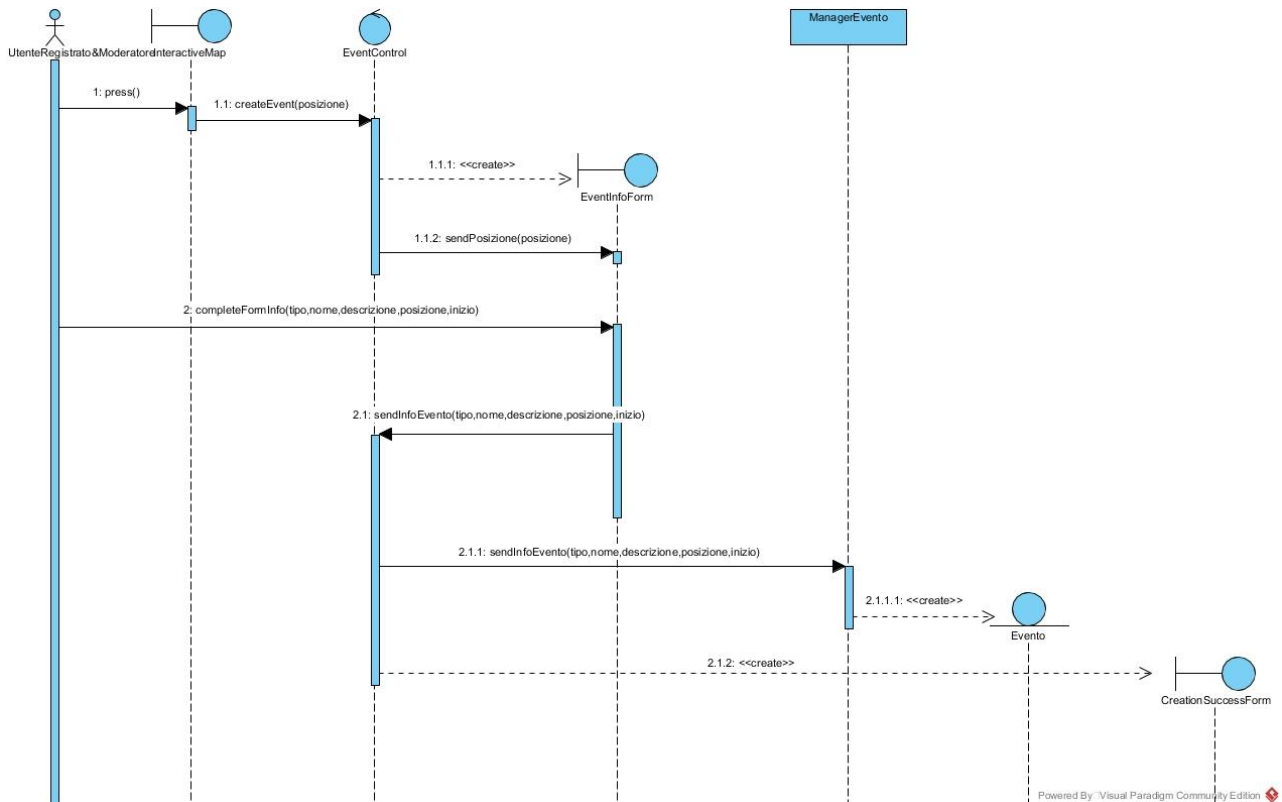 ManagerEvento
UtenteRegistrato&Moderatore
InteractiveMap
EventControl
1: press()
1.1: createEvent(posizione)
1.1.1: <<create>>
EventInfoForm
1.1.2: sendPosizione(posizione)
2: completeFormInfo(tipo,nome,descrizione,posizione,inizio)
2.1: sendInfoEvento(tipo,nome,descrizione,posizione,inizio)
2.1.1: sendInfoEvento(tipo,nome,descrizione,posizione,inizio)
2.1.1.1: <<create>>
Evento
2.1.2: <<create>>
CreationSuccessForm
Powered By Visual Paradigm Community Edition